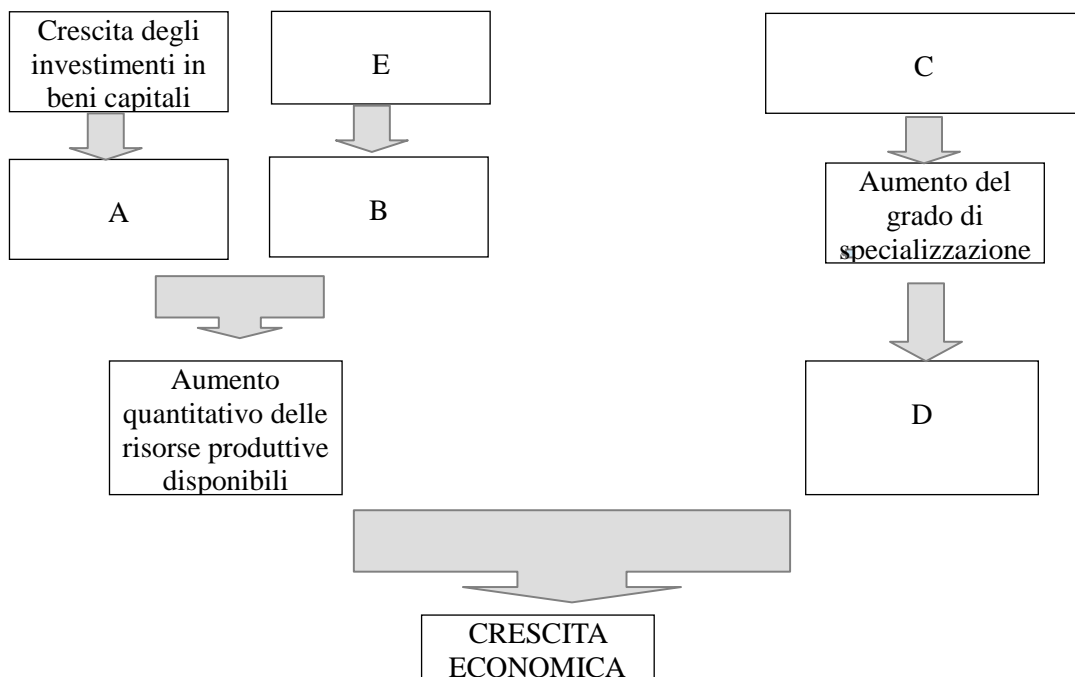 Crescita degli
investimenti in
beni capitali
E
C
A
B
Aumento del
grado di
specializzazione
Aumento
quantitativo delle
risorse produttive
disponibili
D
CRESCITA
ECONOMICA